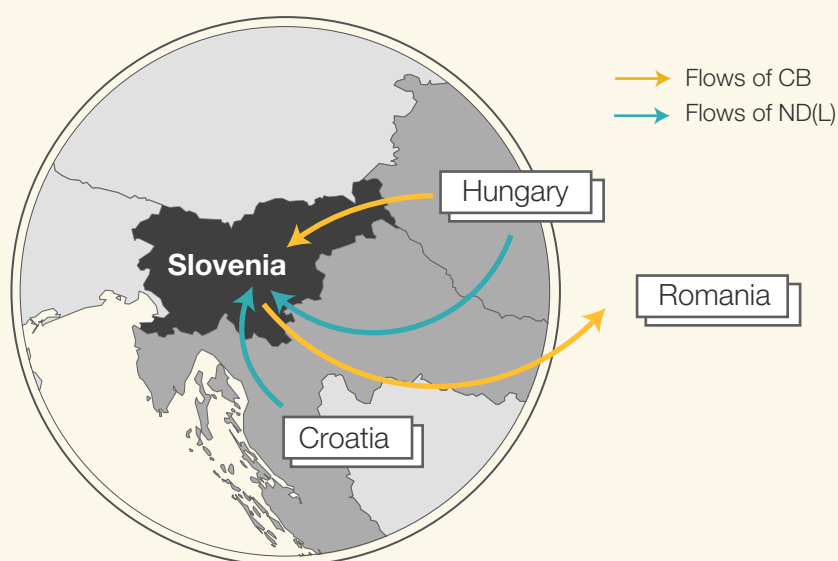 Flows of CB
Flows of ND(L)
Hungary
Slovenia
Romania
Croatia